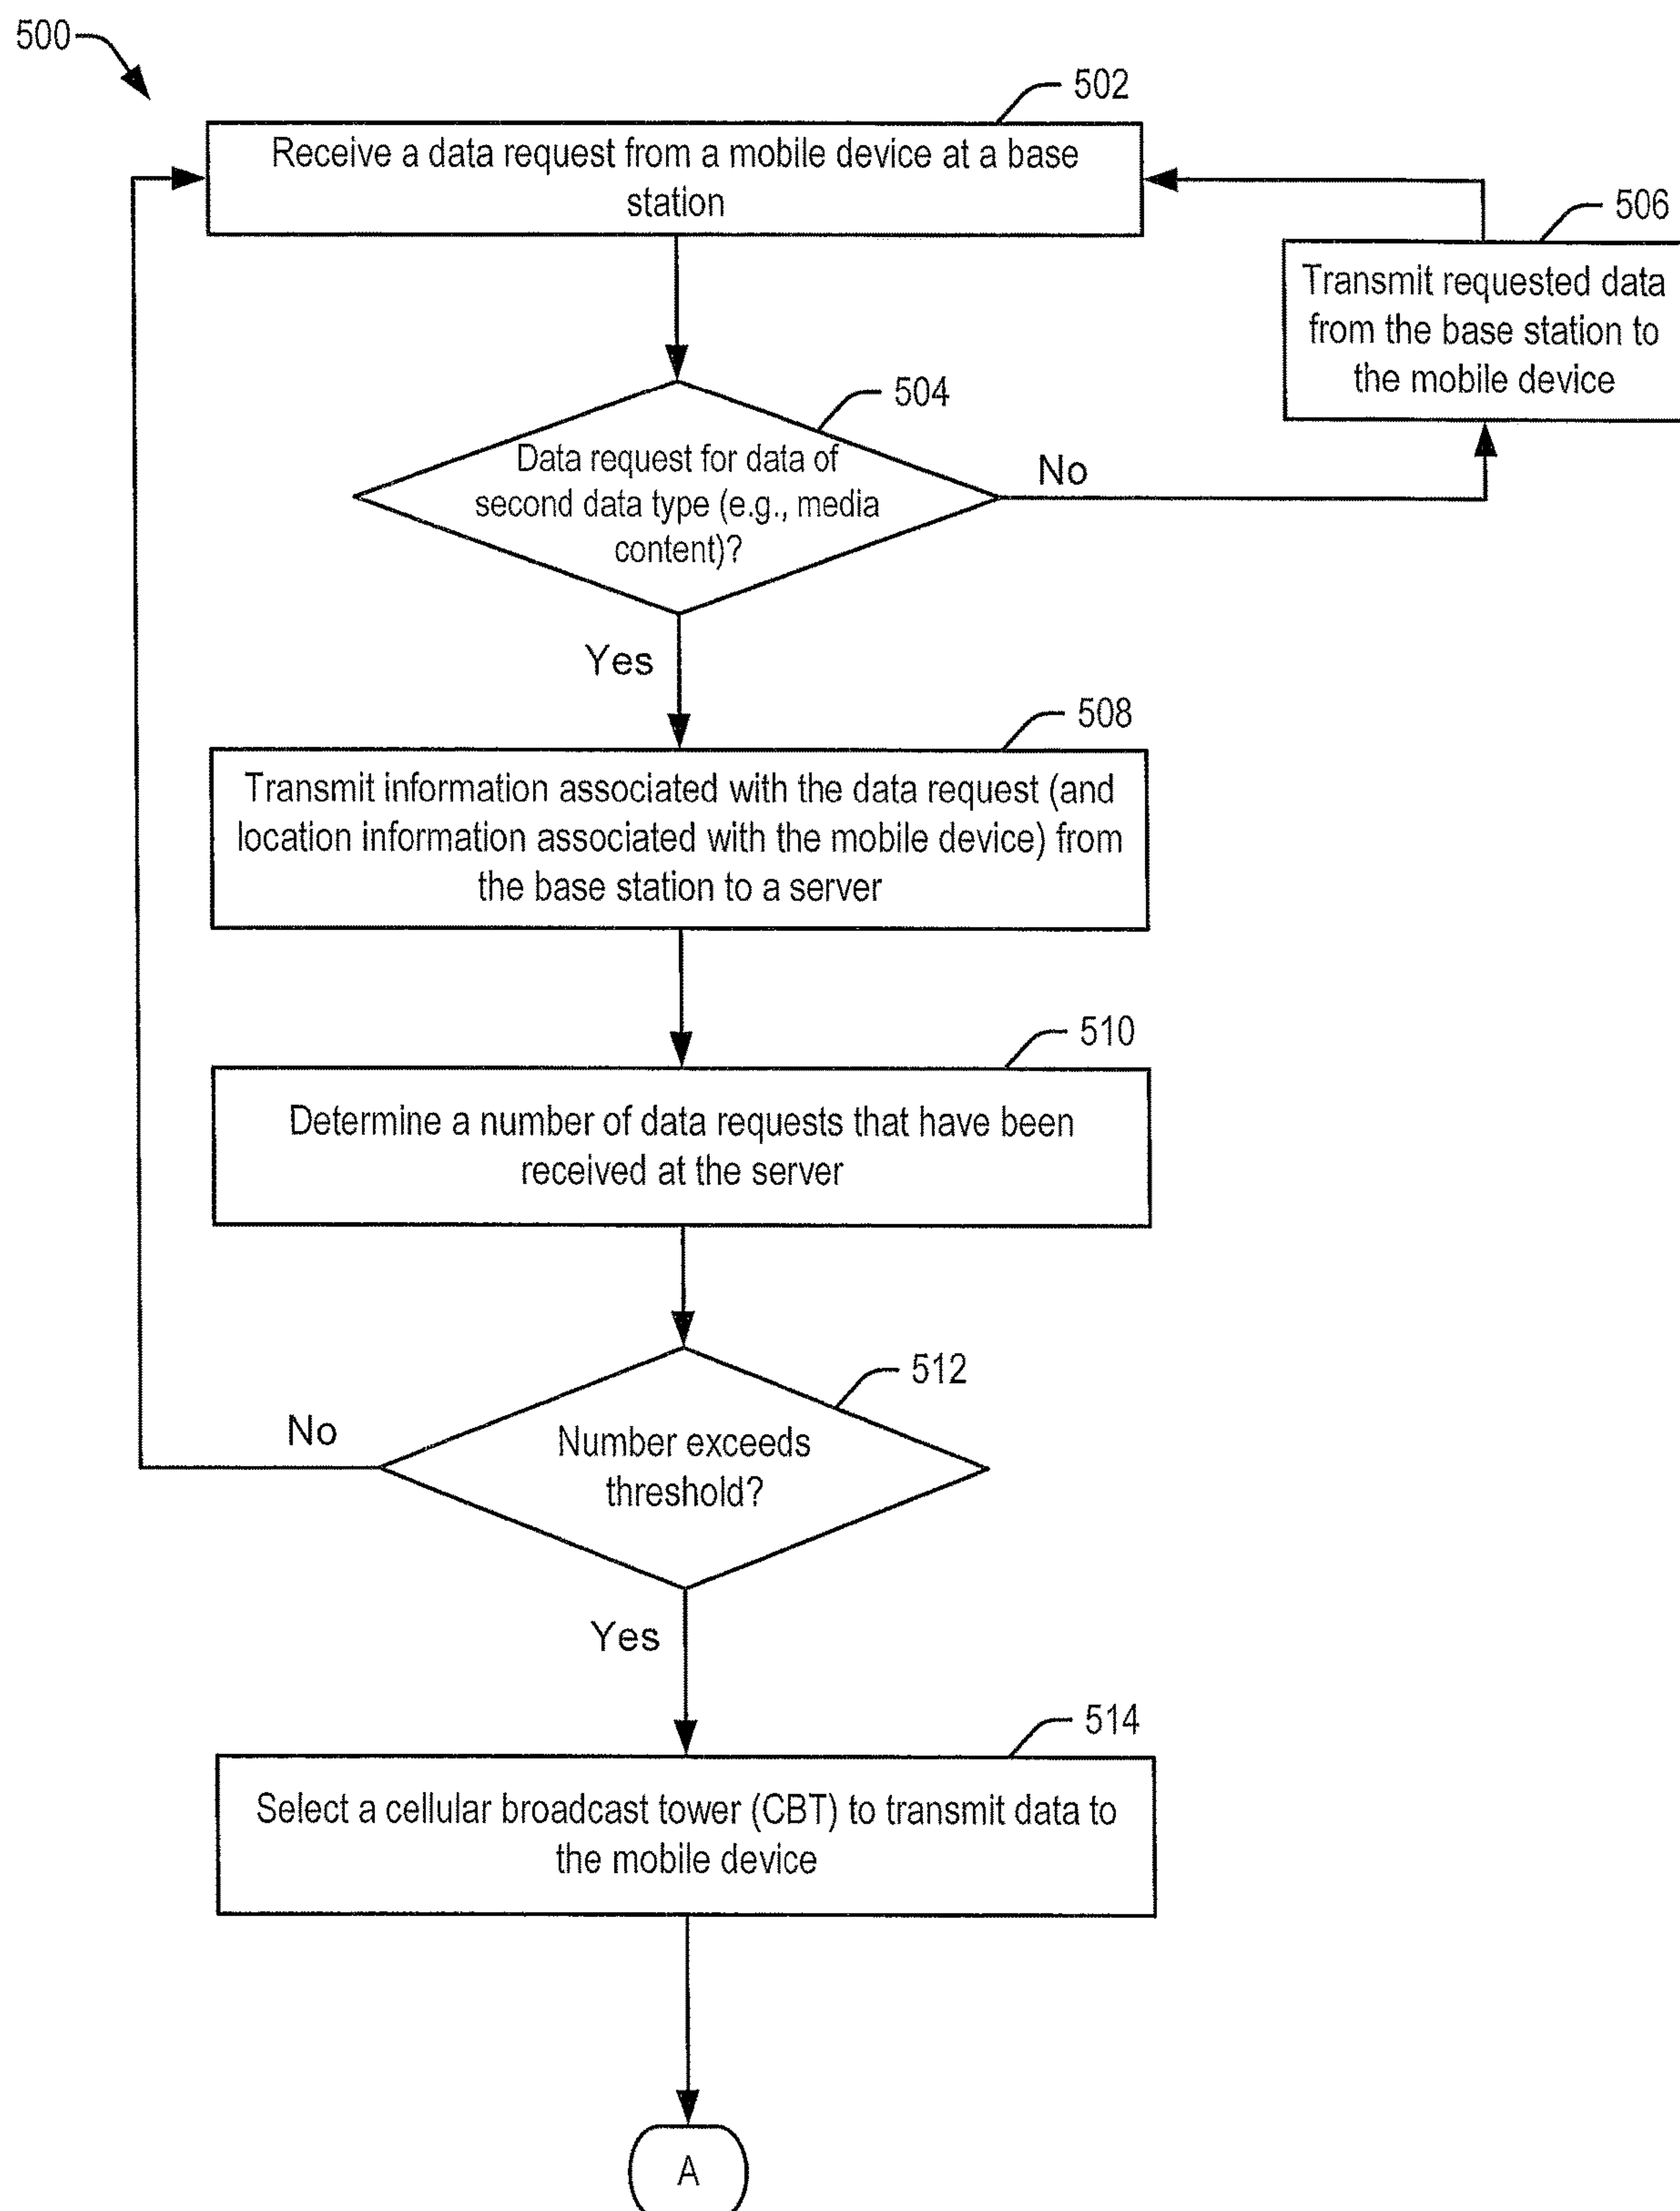 500
502
Receive a data request from a mobile device at a base
station
506
Transmit requested data
from the base station to
the mobile device
504
Data request for data of
second data type (e.g., media
content)?
No
Yes
508
Transmit information associated with the data request (and
location information associated with the mobile device) from
the base station to a server
510
Determine a number of data requests that have been
received at the server
512
Number exceeds
threshold?
No
Yes
514
Select a cellular broadcast tower (CBT) to transmit data to
the mobile device
A